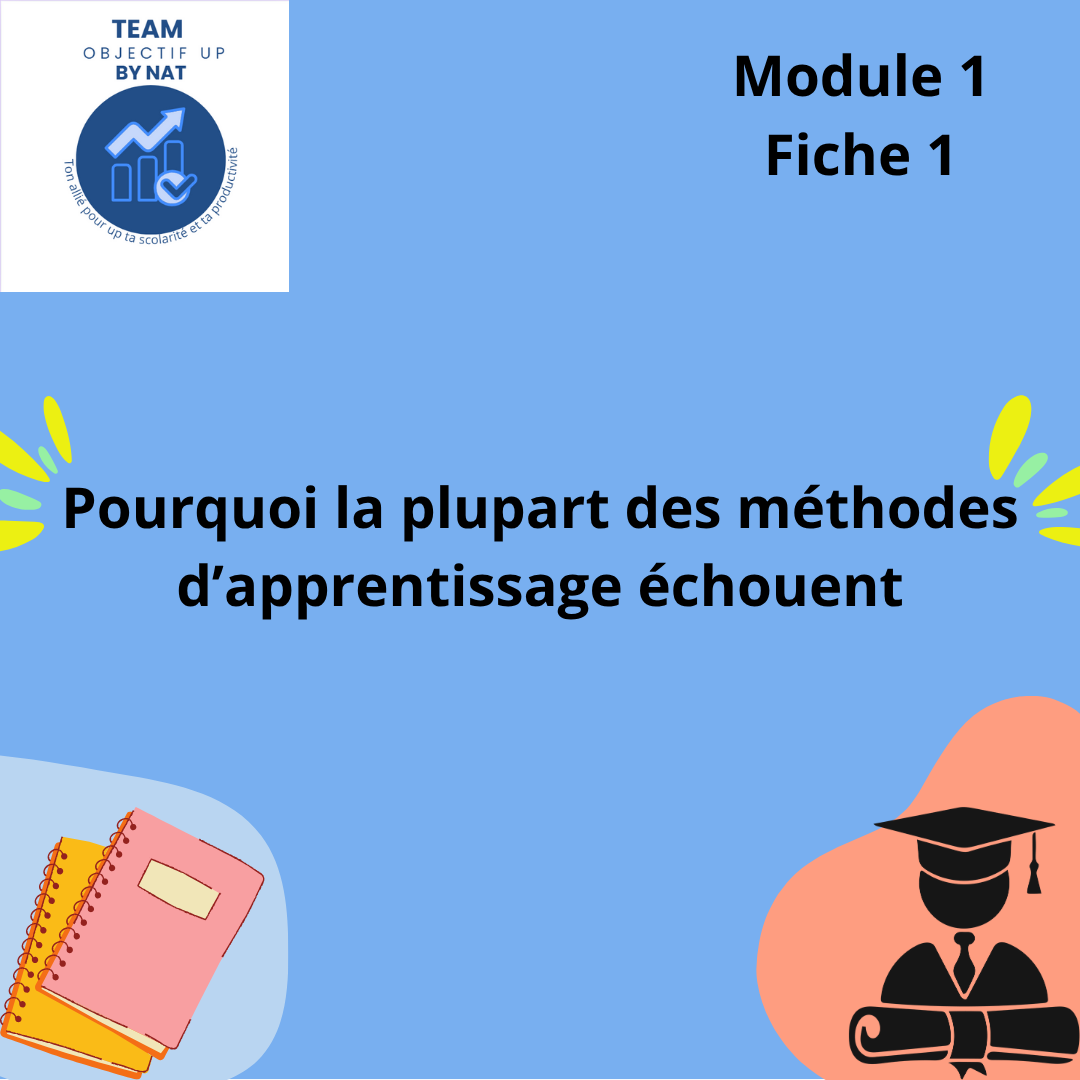 TEAM
OBJECTIF UP
BY NAT
Ton allié pour up ta scolarité et ta productivité
Module 1
Fiche 1
Pourquoi la plupart des méthodes
d’apprentissage échouent